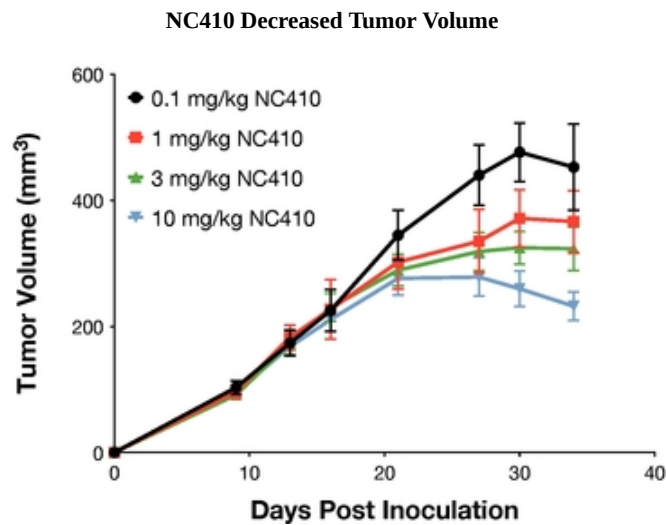 NC410 Decreased Tumor Volume
600
0.1 mg/kg NC410
1 mg/kg NC410
3 mg/kg NC410
10 mg/kg NC410
400
200
0
Tumor Volume (mm³)
0 10 20 30 40
Days Post Inoculation